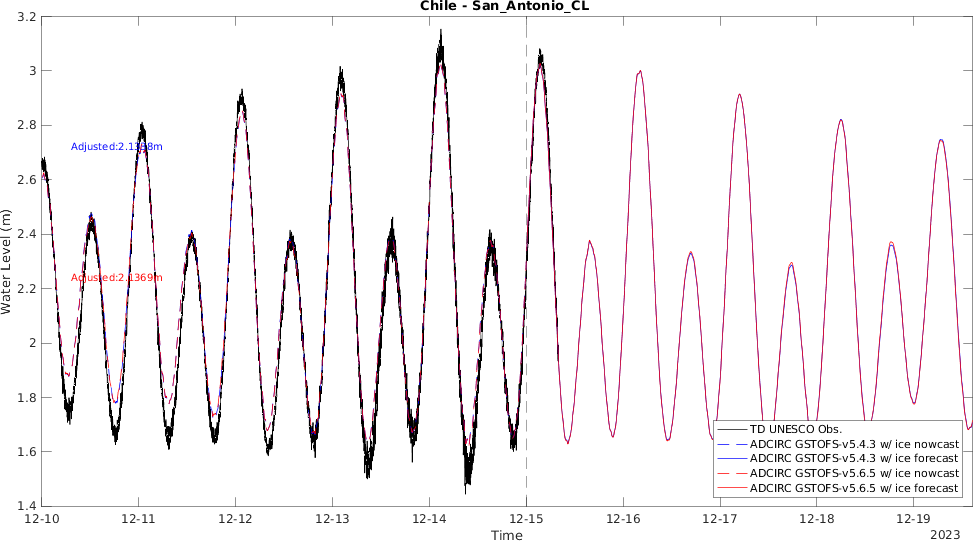 Chile - San_Antonio_CL
3.2
3
2.8
2.6
2.4
2.2
2
1.8
1.6
1.4
Water Level (m)
Adjusted:2.1398m
Adjusted:2.1369m
TD UNESCO Obs.
ADCIRC GSTOFS-v5.4.3 w/ ice nowcast
ADCIRC GSTOFS-v5.4.3 w/ ice forecast
ADCIRC GSTOFS-v5.6.5 w/ ice nowcast
ADCIRC GSTOFS-v5.6.5 w/ ice forecast
12-10 12-11 12-12 12-13 12-14 12-15 12-16 12-17 12-18 12-19
Time
2023